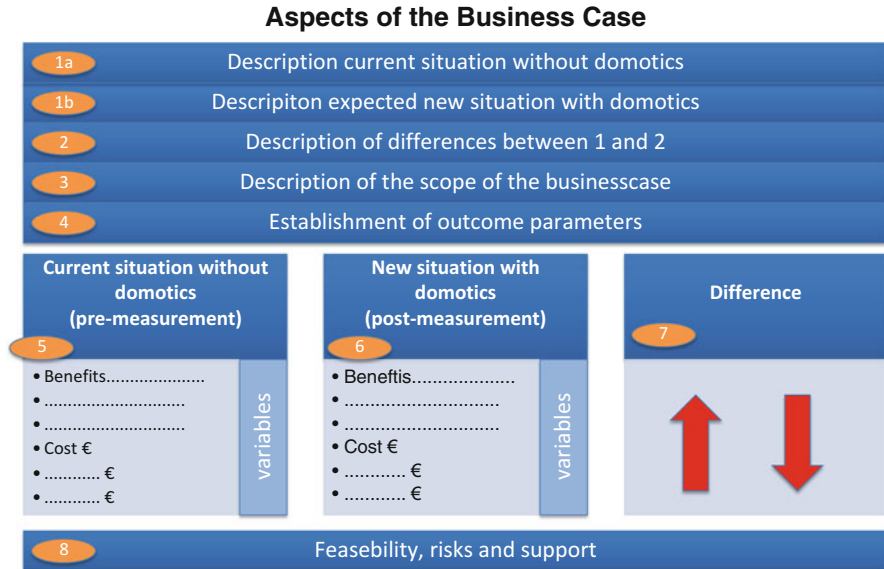 Aspects of the Business Case
1a Description current situation without domotics
1b Descripiton expected new situation with domotics
2 Description of differences between 1 and 2
3 Description of the scope of the businesscase
4 Establishment of outcome parameters
Current situation without
domotics
(pre-measurement)
5
• Benefits......................
• ................................
• ................................
• Cost €
• ............ €
• ............ €
variables
New situation with
domotics
(post-measurement)
6
• Beneftis.....................
• ................................
• ................................
• Cost €
• ............ €
• ............ €
variables
Difference
7
8 Feasebility, risks and support